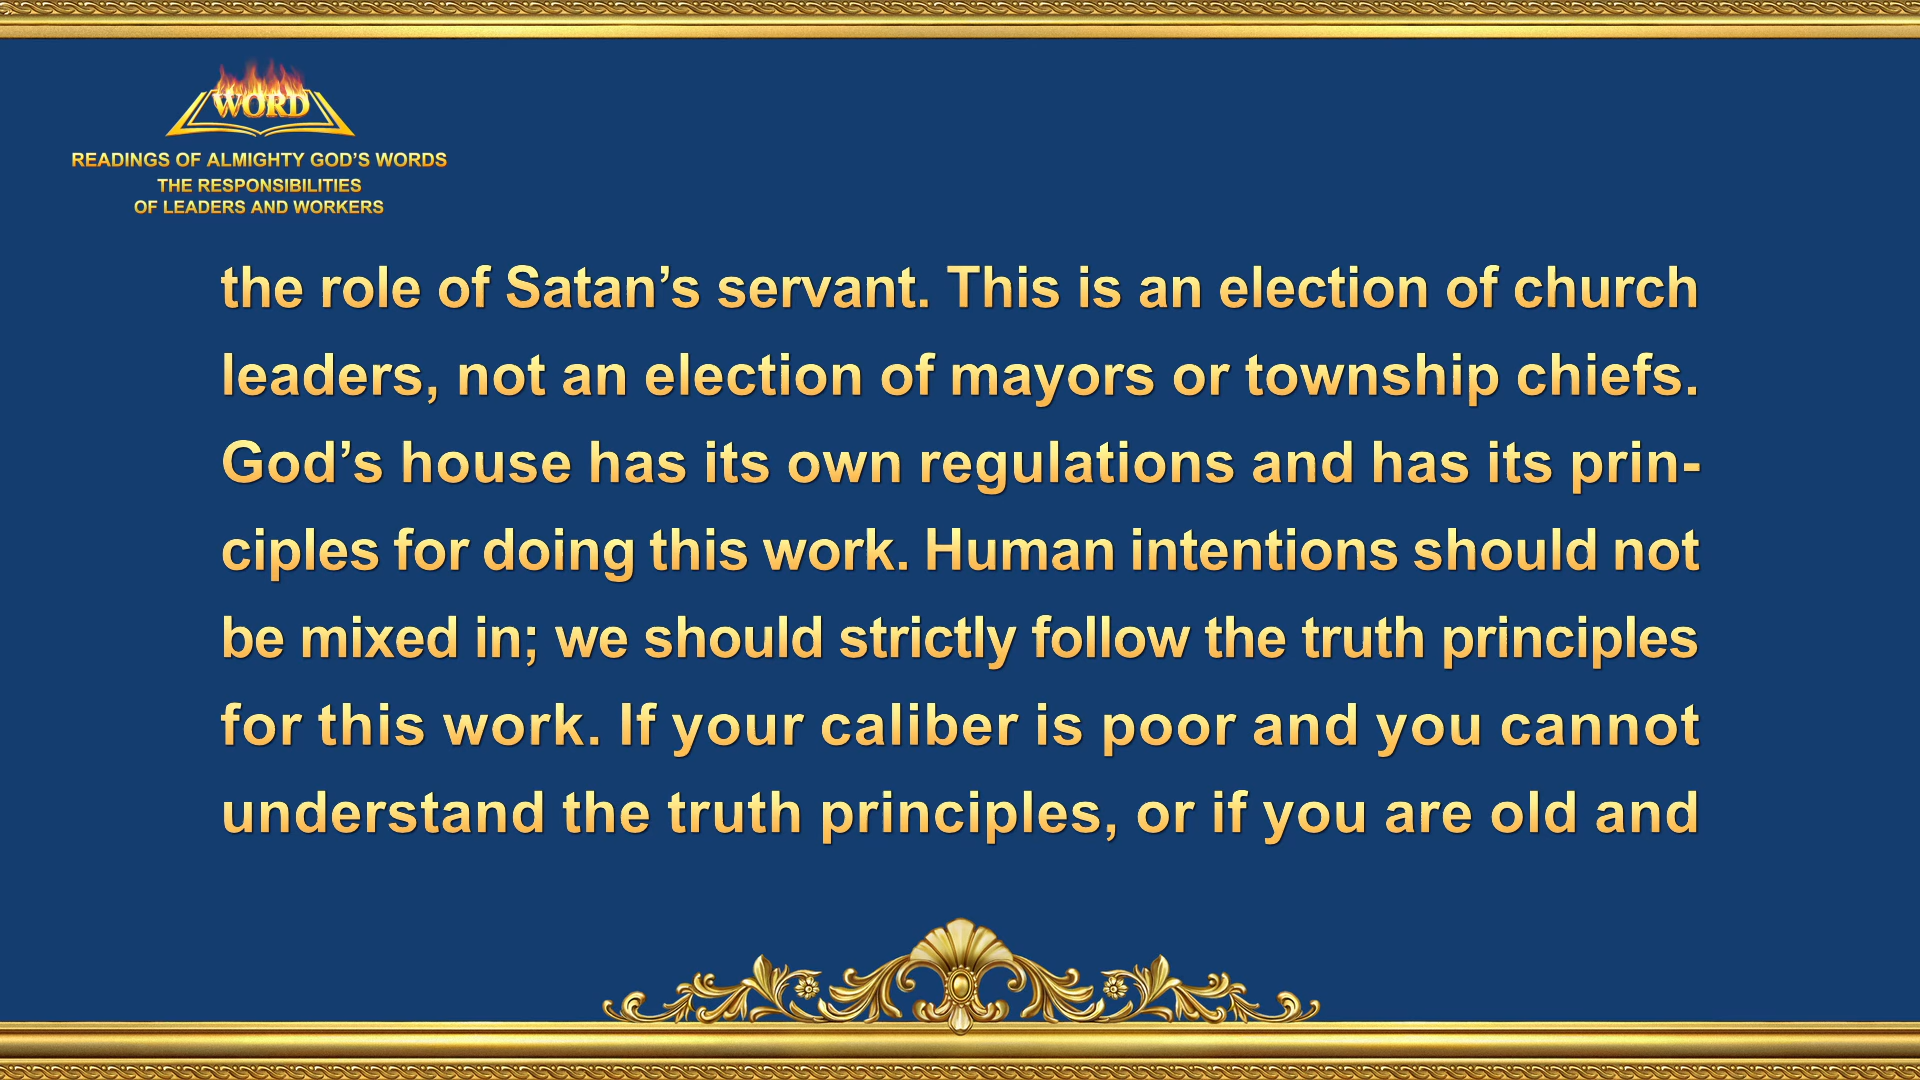 WORD
READINGS OF ALMIGHTY GOD’S WORDS
THE RESPONSIBILITIES
OF LEADERS AND WORKERS
the role of Satan’s servant. This is an election of church
leaders, not an election of mayors or township chiefs.
God’s house has its own regulations and has its prin-
ciples for doing this work. Human intentions should not
be mixed in; we should strictly follow the truth principles
for this work. If your caliber is poor and you cannot
understand the truth principles, or if you are old and